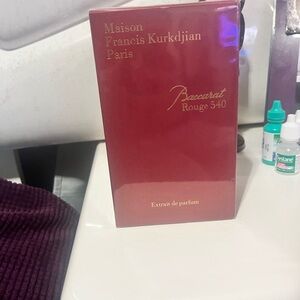 Maison
Francis Kurkdjian
Paris
Baccarat
Rouge 540
Extrait de parfum